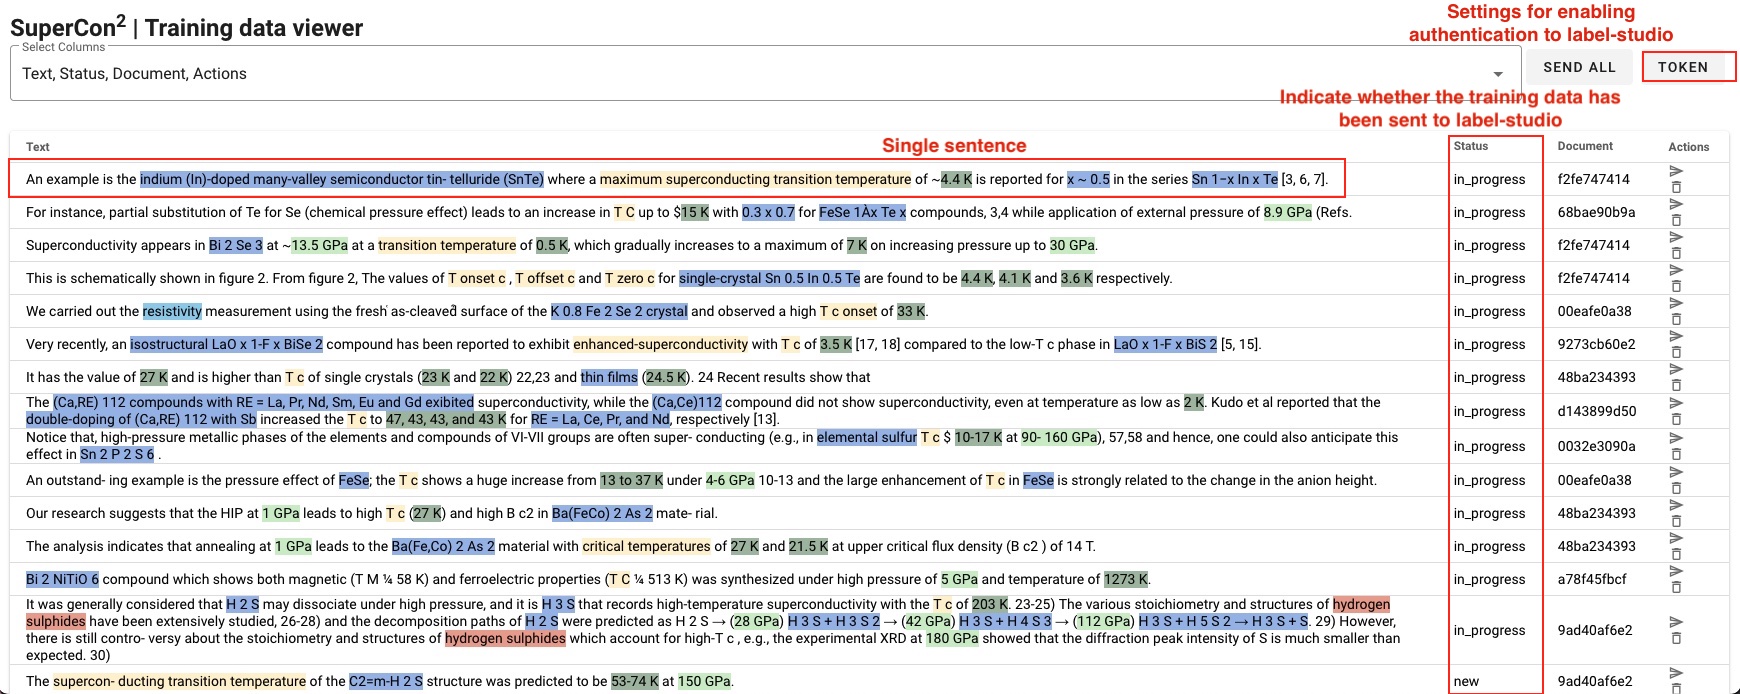 Settings for enabling
authentication to label-studio
SuperCon2 | Training data viewer
Select Columns
Text, Status, Document, Actions
SEND ALL
TOKEN
Indicate whether the training data has
been sent to label-studio
Single sentence
Text Status Document Actions
An example is the indium (In)-doped many-valley semiconductor tin- telluride (SnTe) where a maximum superconducting transition temperature of ~4.4 K is reported for x ~ 0.5 in the series Sn 1−x In x Te [3, 6, 7]. in_progress f2fe747414
For instance, partial substitution of Te for Se (chemical pressure effect) leads to an increase in T C up to $15 K with 0.3 x 0.7 for FeSe 1Àx Te x compounds, 3,4 while application of external pressure of 8.9 GPa (Refs. in_progress 68bae90b9a
Superconductivity appears in Bi 2 Se 3 at ~13.5 GPa at a transition temperature of 0.5 K, which gradually increases to a maximum of 7 K on increasing pressure up to 30 GPa. in_progress f2fe747414
This is schematically shown in figure 2. From figure 2, The values of T onset c , T offset c and T zero c for single-crystal Sn 0.5 In 0.5 Te are found to be 4.4 K, 4.1 K and 3.6 K respectively. in_progress f2fe747414
We carried out the resistivity measurement using the fresh as-cleaved surface of the K 0.8 Fe 2 Se 2 crystal and observed a high T c onset of 33 K. in_progress 00eafe0a38
Very recently, an isostructural LaO x 1-F x BiSe 2 compound has been reported to exhibit enhanced-superconductivity with T c of 3.5 K [17, 18] compared to the low-T c phase in LaO x 1-F x BiS 2 [5, 15]. in_progress 9273cb60e2
It has the value of 27 K and is higher than T c of single crystals (23 K and 22 K) 22,23 and thin films (24.5 K). 24 Recent results show that in_progress 48ba234393
The (Ca,RE) 112 compounds with RE = La, Pr, Nd, Sm, Eu and Gd exibited superconductivity, while the (Ca,Ce)112 compound did not show superconductivity, even at temperature as low as 2 K. Kudo et al reported that the
double-doping of (Ca,RE) 112 with Sb increased the T c to 47, 43, 43, and 43 K for RE = La, Ce, Pr, and Nd, respectively [13]. in_progress d143899d50
Notice that, high-pressure metallic phases of the elements and compounds of VI-VII groups are often super- conducting (e.g., in elemental sulfur T c $ 10-17 K at 90- 160 GPa), 57,58 and hence, one could also anticipate this
effect in Sn 2 P 2 S 6 . in_progress 0032e3090a
An outstand- ing example is the pressure effect of FeSe; the T c shows a huge increase from 13 to 37 K under 4-6 GPa 10-13 and the large enhancement of T c in FeSe is strongly related to the change in the anion height. in_progress 00eafe0a38
Our research suggests that the HIP at 1 GPa leads to high T c (27 K) and high B c2 in Ba(FeCo) 2 As 2 mate- rial. in_progress 48ba234393
The analysis indicates that annealing at 1 GPa leads to the Ba(Fe,Co) 2 As 2 material with critical temperatures of 27 K and 21.5 K at upper critical flux density (B c2 ) of 14 T. in_progress 48ba234393
Bi 2 NiTiO 6 compound which shows both magnetic (T M ¼ 58 K) and ferroelectric properties (T C ¼ 513 K) was synthesized under high pressure of 5 GPa and temperature of 1273 K. in_progress a78f45fbcf
It was generally considered that H 2 S may dissociate under high pressure, and it is H 3 S that records high-temperature superconductivity with the T c of 203 K. 23-25) The various stoichiometry and structures of hydrogen
sulphides have been extensively studied, 26-28) and the decomposition paths of H 2 S were predicted as H 2 S → (28 GPa) H 3 S + H 3 S 2 → (42 GPa) H 3 S + H 4 S 3 → (112 GPa) H 3 S + H 5 S 2 → H 3 S + S. 29) However,
there is still contro- versy about the stoichiometry and structures of hydrogen sulphides which account for high-T c , e.g., the experimental XRD at 180 GPa showed that the diffraction peak intensity of S is much smaller than
expected. 30) in_progress 9ad40af6e2
The supercon- ducting transition temperature of the C2=m-H 2 S structure was predicted to be 53-74 K at 150 GPa. new 9ad40af6e2